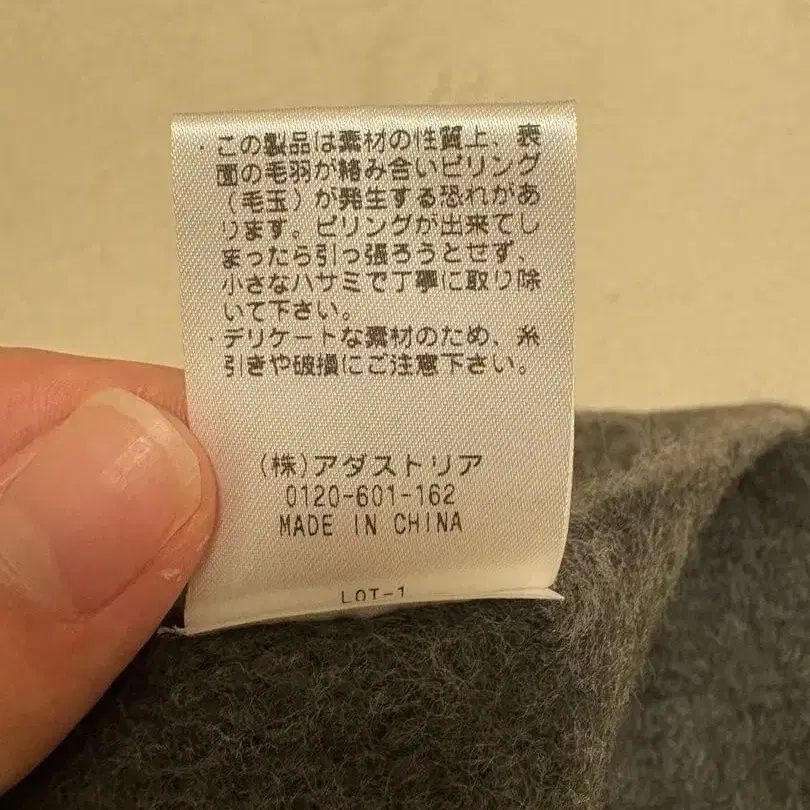 ・この製品は素材の性質上、表
面の毛羽が絡み合いピリング
（毛玉）が発生する恐れがあ
ります。ピリングが出来てし
まったら引っ張ろうとせず、
小さなハサミで丁寧に取り除
いて下さい。
・デリケートな素材のため、糸
引きや破損にご注意下さい。
(株)アダストリア
0120-601-162
MADE IN CHINA
LOT-1